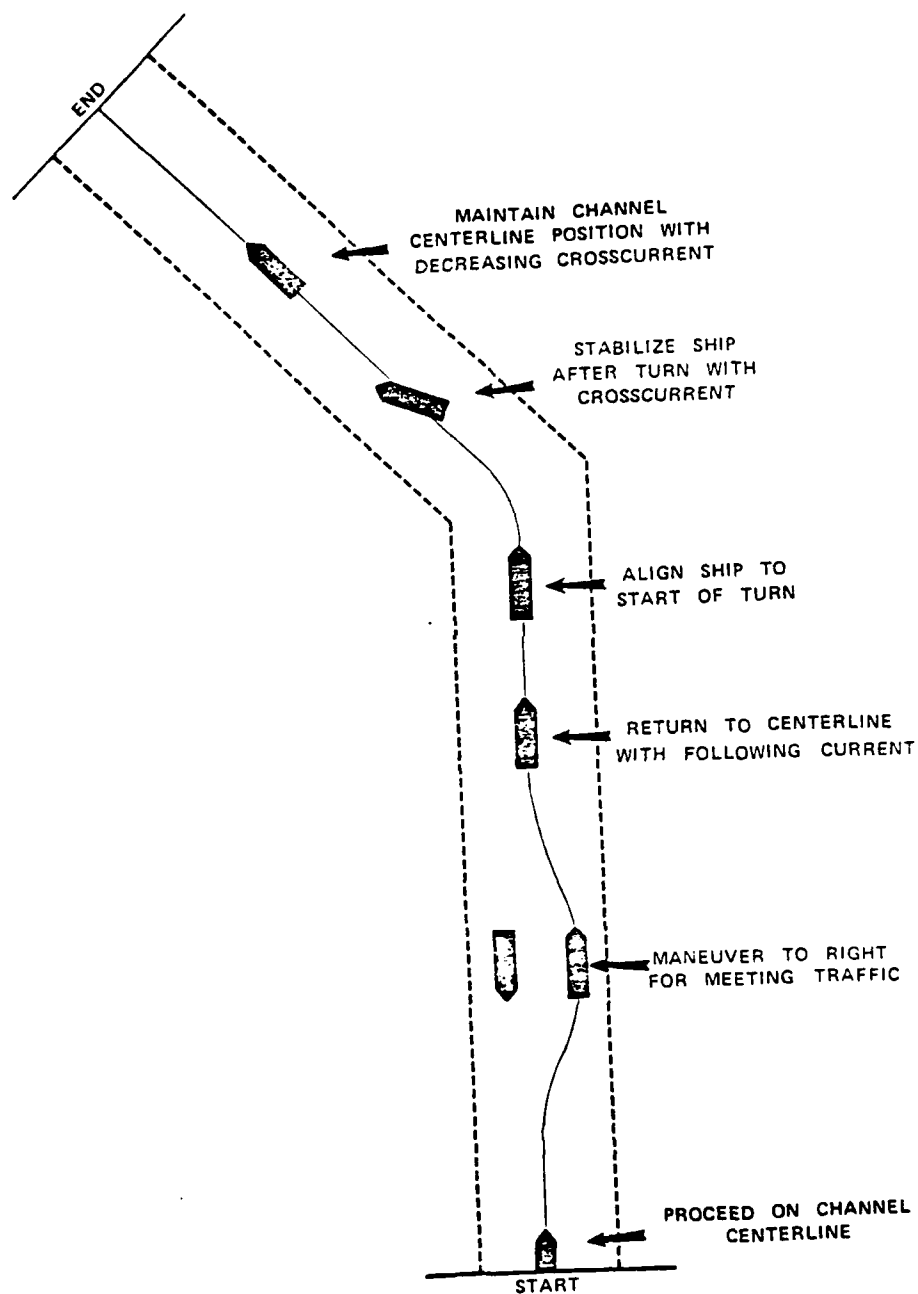 END
MAINTAIN CHANNEL
CENTERLINE POSITION WITH
DECREASING CROSSCURRENT
STABILIZE SHIP
AFTER TURN WITH
CROSSCURRENT
ALIGN SHIP TO
START OF TURN
RETURN TO CENTERLINE
WITH FOLLOWING CURRENT
MANEUVER TO RIGHT
FOR MEETING TRAFFIC
PROCEED ON CHANNEL
CENTERLINE
START